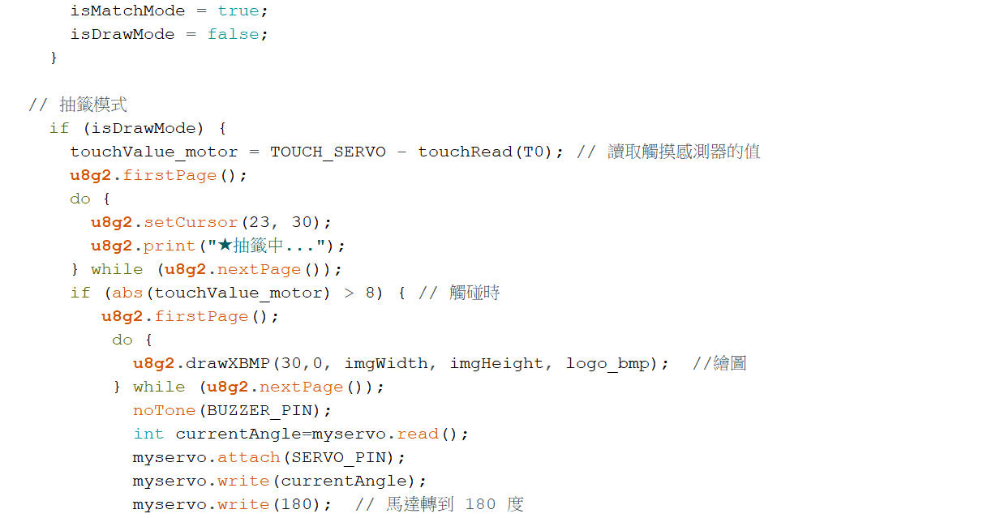 isMatchMode = true;
isDrawMode = false;
}
// 抽籤模式
if (isDrawMode) {
touchValue_motor = TOUCH_SERVO - touchRead(T0); // 讀取觸摸感測器的值
u8g2.firstPage();
do {
u8g2.setCursor(23, 30);
u8g2.print("★抽籤中...");
} while (u8g2.nextPage());
if (abs(touchValue_motor) > 8) { // 觸碰時
u8g2.firstPage();
do {
u8g2.drawXBMP(30,0, imgWidth, imgHeight, logo_bmp); //繪圖
} while (u8g2.nextPage());
noTone(BUZZER_PIN);
int currentAngle=myservo.read();
myservo.attach(SERVO_PIN);
myservo.write(currentAngle);
myservo.write(180); // 馬達轉到 180 度